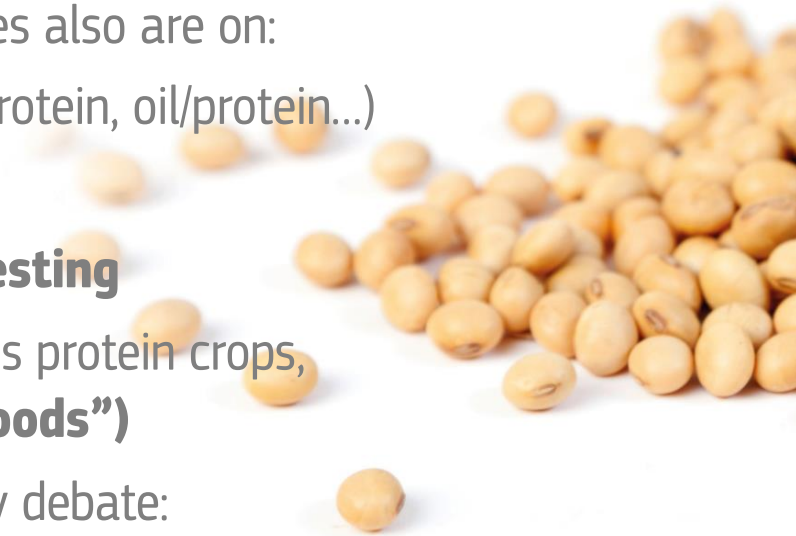 es also are on:
rotein, oil/protein...)
esting
s protein crops,
oods”)
debate: